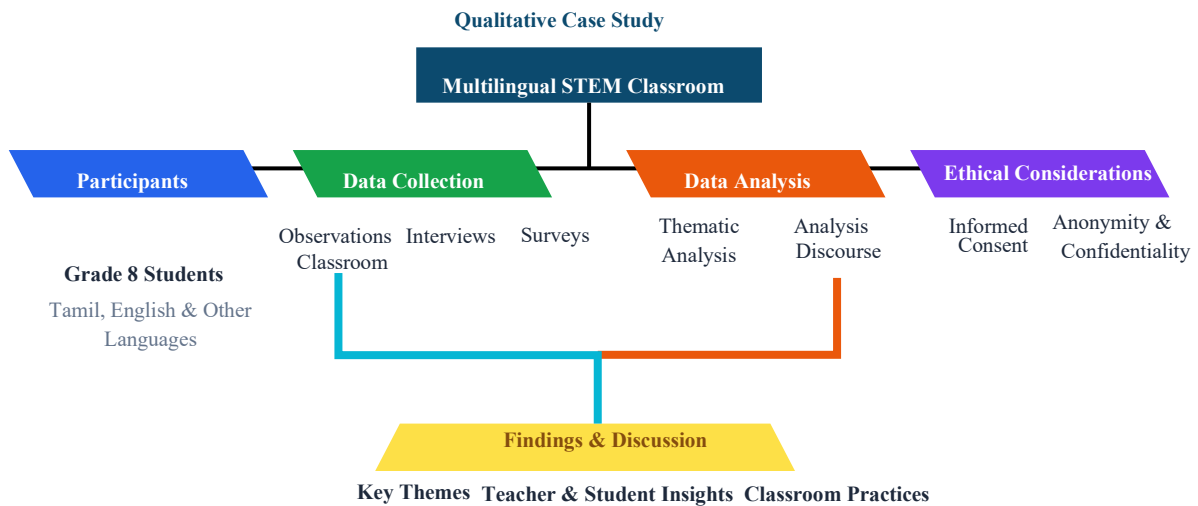 Qualitative Case Study
Multilingual STEM Classroom
Participants
Data Collection
Data Analysis
Ethical Considerations
Grade 8 Students
Tamil, English & Other
Languages
Observations
Classroom
Interviews
Surveys
Thematic
Analysis
Analysis
Discourse
Informed
Consent
Anonymity &
Confidentiality
Findings & Discussion
Key Themes
Teacher & Student Insights
Classroom Practices